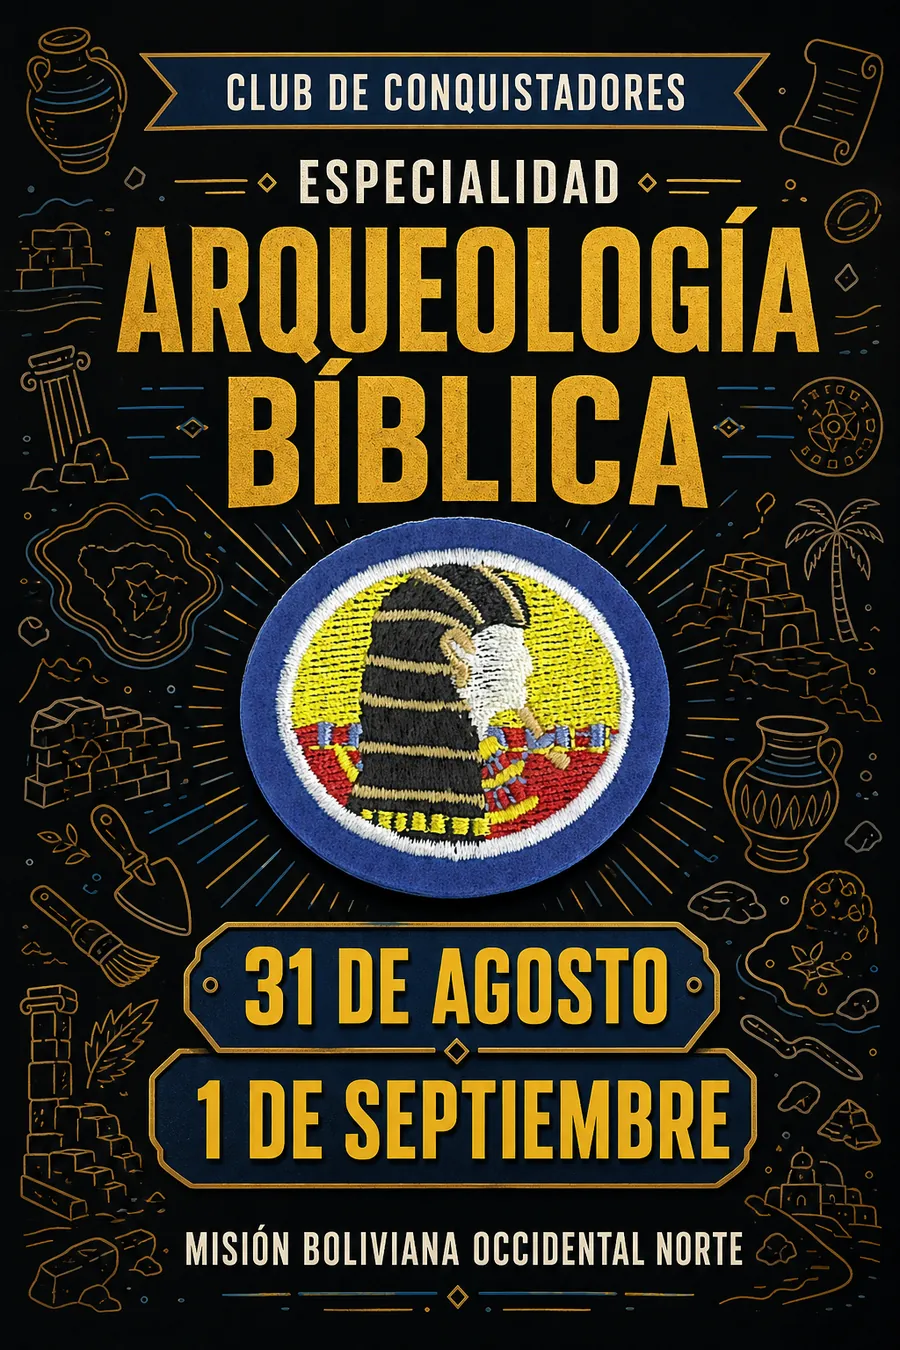 CLUB DE CONQUISTADORES
ESPECIALIDAD
ARQUEOLOGÍA
BÍBLICA
31 DE AGOSTO
1 DE SEPTIEMBRE
MISIÓN BOLIVIANA OCCIDENTAL NORTE